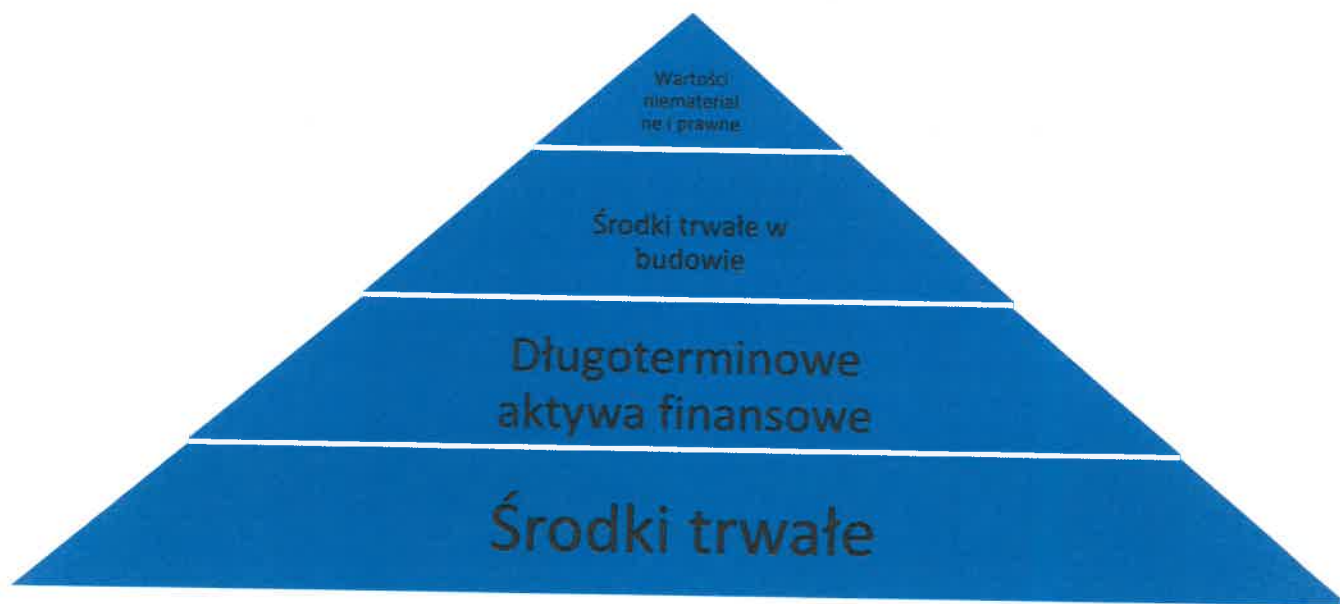 Wartości
niematerial
ne i prawne
Środki trwałe w
budowie
Długoterminowe
aktywa finansowe
Środki trwałe